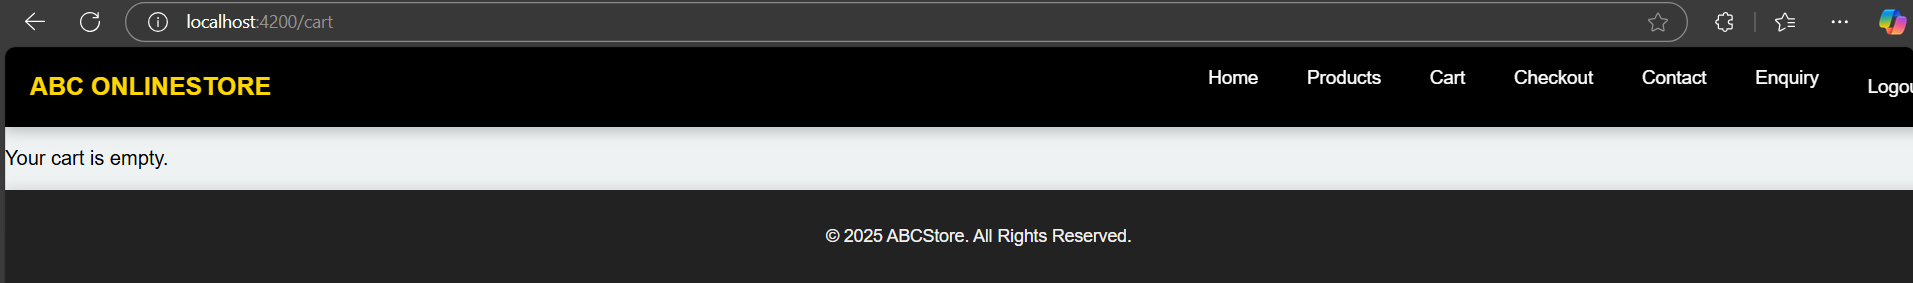 localhost:4200/cart
ABC ONLINESTORE
Home Products Cart Checkout Contact Enquiry Logou
Your cart is empty.
© 2025 ABCStore. All Rights Reserved.